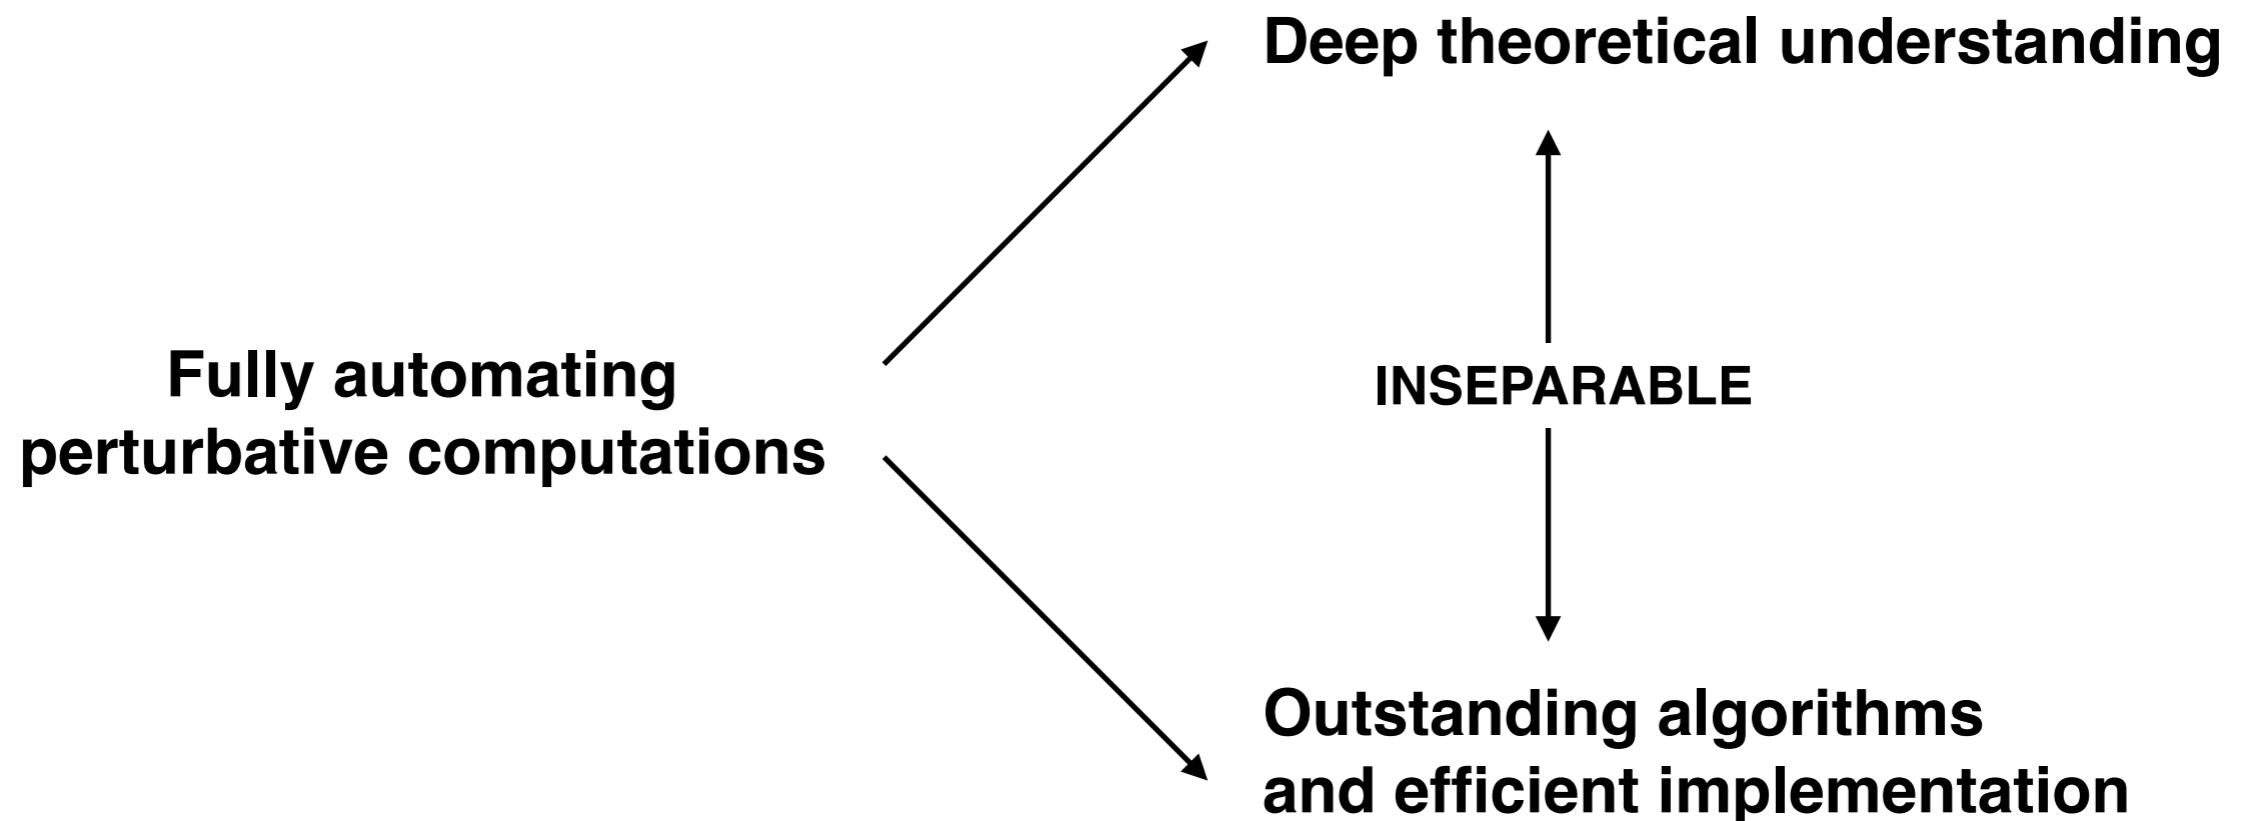 Deep theoretical understanding
Fully automating
perturbative computations
INSEPARABLE
Outstanding algorithms
and efficient implementation